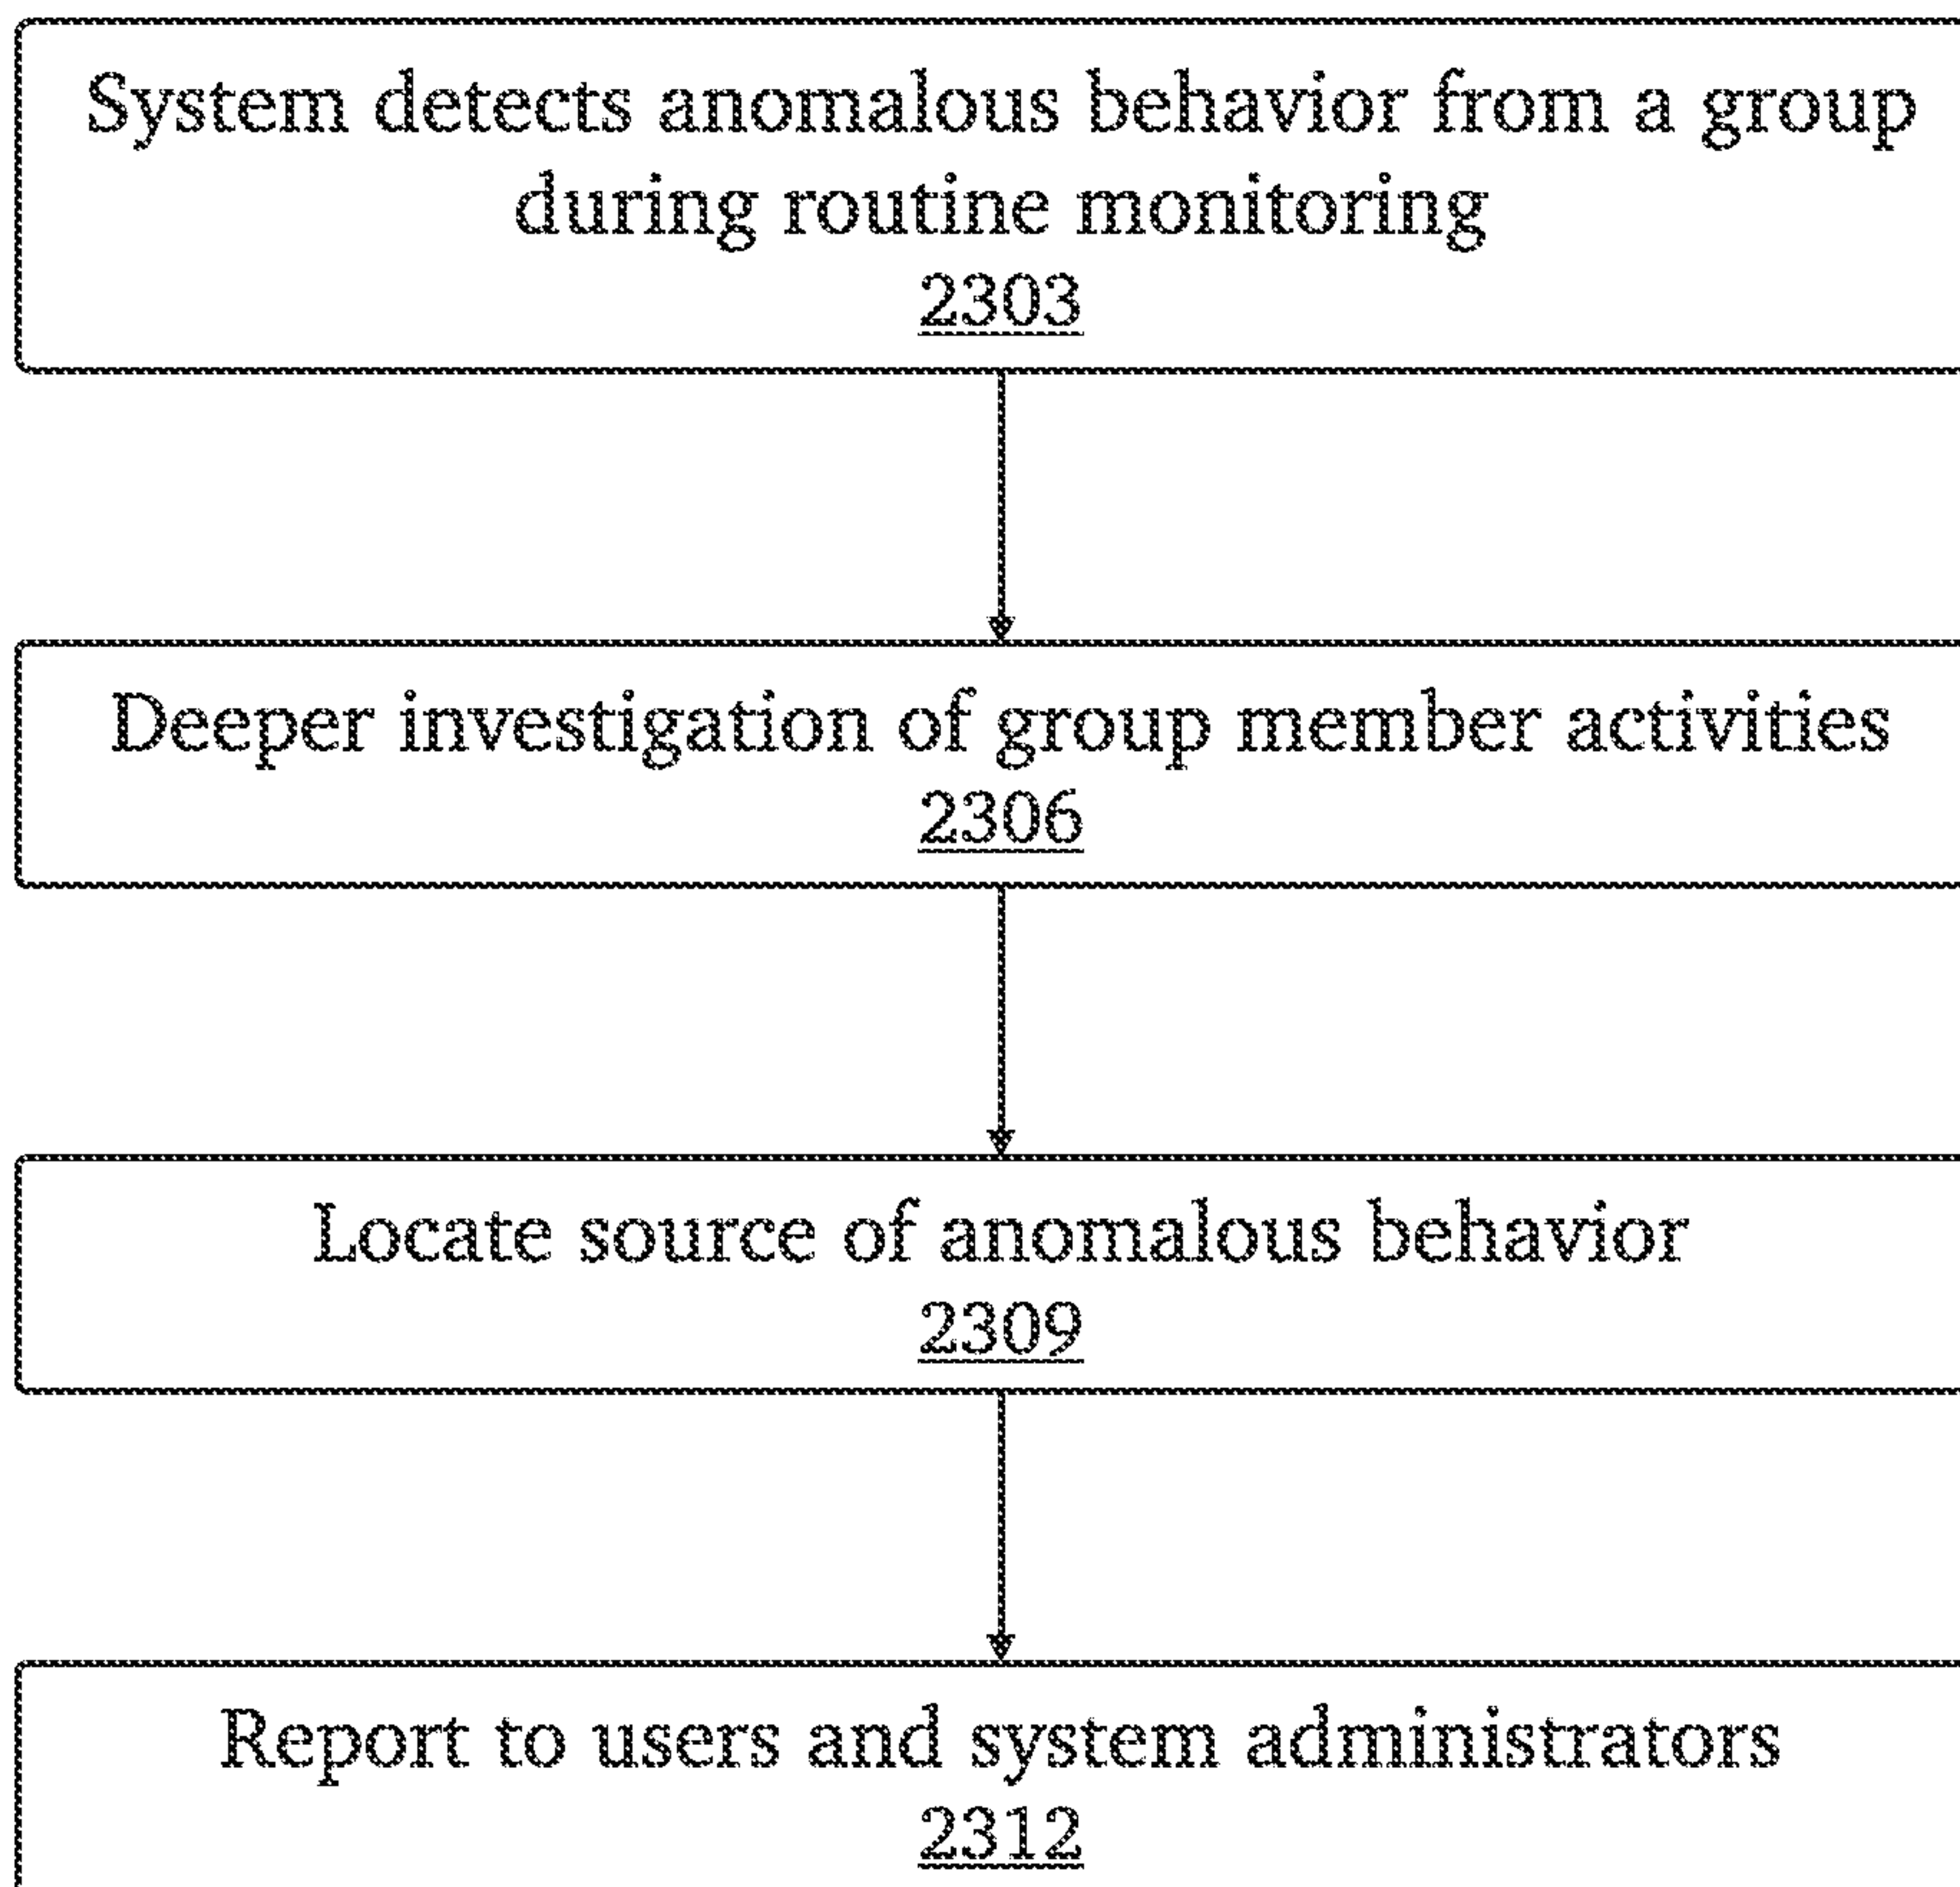 System detects anomalous behavior from a group
during routine monitoring
2303
Deeper investigation of group member activities
2306
Locate source of anomalous behavior
2309
Report to users and system administrators
2312